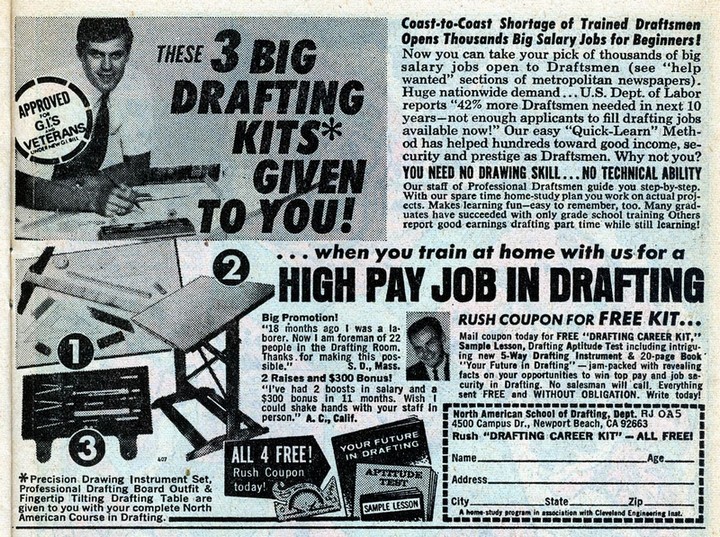 THESE 3 BIG
DRAFTING
KITS*
GIVEN
TO YOU!
APPROVED
FOR
G.I.'S
AND
VETERANS
UNDER NEW G.I. BILL
Coast-to-Coast Shortage of Trained Draftsmen
Opens Thousands Big Salary Jobs for Beginners!
Now you can take your pick of thousands of big
salary jobs open to Draftsmen (see "help
wanted" sections of metropolitan newspapers).
Huge nationwide demand...U.S. Dept. of Labor
reports "42% more Draftsmen needed in next 10
years—not enough applicants to fill drafting jobs
available now!" Our easy "Quick-Learn" Meth-
od has helped hundreds toward good income, se-
curity and prestige as Draftsmen. Why not you?
YOU NEED NO DRAWING SKILL...NO TECHNICAL ABILITY
Our staff of Professional Draftsmen guide you step-by-step.
With our spare time home-study plan you work on actual proj-
ects. Makes learning fun—easy to remember, too. Many grad-
uates have succeeded with only grade school training Others
report good earnings drafting part time while still learning!
...when you train at home with us for a
HIGH PAY JOB IN DRAFTING
1
2
3
Big Promotion!
"18 months ago I was a la-
borer. Now I am foreman of 22
people in the Drafting Room.
Thanks for making this pos-
sible." S. D., Mass.
2 Raises and $300 Bonus!
"I've had 2 boosts in salary and a
$300 bonus in 11 months. Wish I
could shake hands with your staff in
person." A. C., Calif.
RUSH COUPON FOR FREE KIT...
Mail coupon today for FREE "DRAFTING CAREER KIT,"
Sample Lesson, Drafting Aptitude Test including intrigu-
ing new 5-Way Drafting Instrument & 20-page Book
"Your Future in Drafting"—jam-packed with revealing
facts on your opportunities to win top pay and job se-
curity in Drafting. No salesman will call. Everything
sent FREE and WITHOUT OBLIGATION. Write today!
607
*Precision Drawing Instrument Set,
Professional Drafting Board Outfit &
Fingertip Tilting Drafting Table are
given to you with your complete North
American Course in Drafting.
ALL 4 FREE!
Rush Coupon
today!
YOUR FUTURE
IN DRAFTING
APTITUDE
TEST
SAMPLE LESSON
North American School of Drafting, Dept. RJ OA5
4500 Campus Dr., Newport Beach, CA 92663
Rush "DRAFTING CAREER KIT" — ALL FREE!
Name Age
Address
City State Zip
A home-study program in association with Cleveland Engineering Inst.